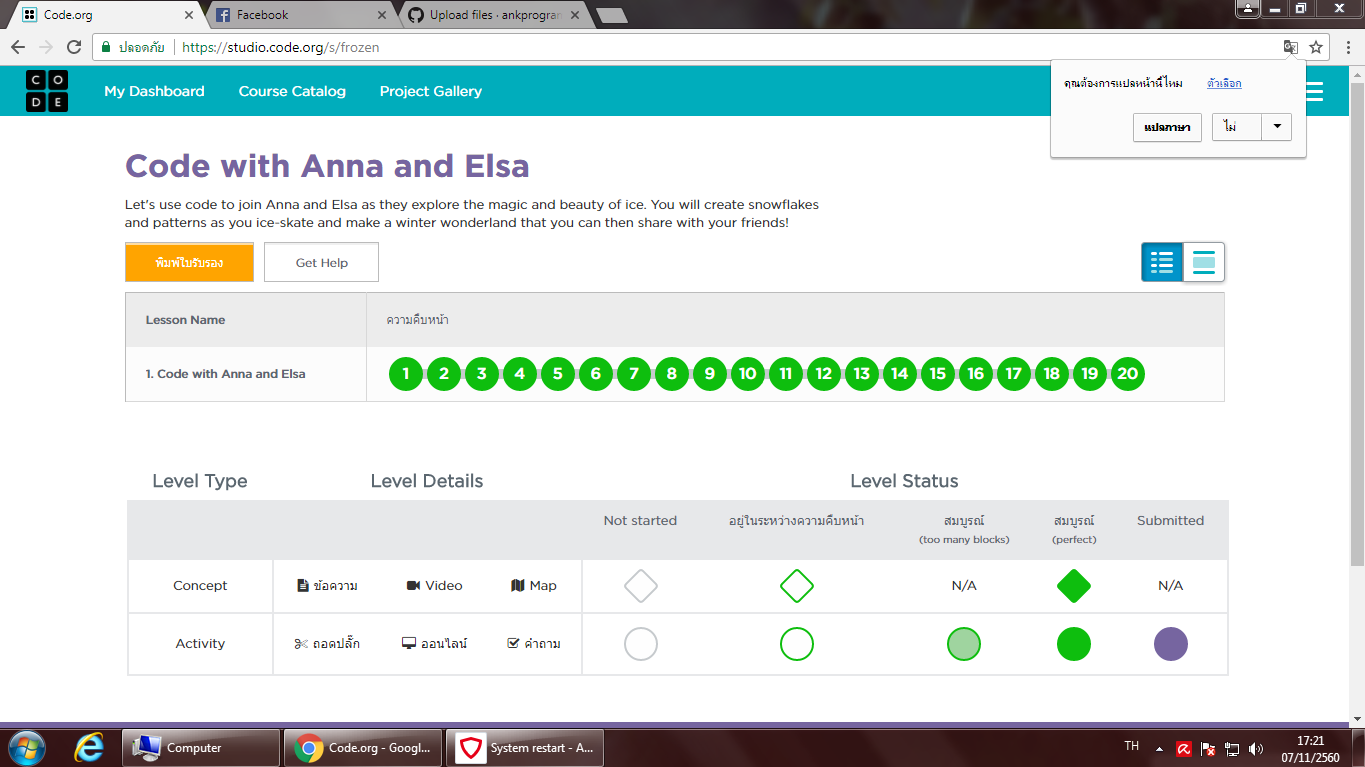 Code.org
Facebook
Upload files · ankprogran
ปลอดภัย
https://studio.code.org/s/frozen
CODE
My Dashboard
Course Catalog
Project Gallery
คุณต้องการแปลหน้านี้ไหม
ตัวเลือก
แปลภาษา
ไม่
Code with Anna and Elsa
Let's use code to join Anna and Elsa as they explore the magic and beauty of ice. You will create snowflakes
and patterns as you ice-skate and make a winter wonderland that you can then share with your friends!
พิมพ์ใบรับรอง
Get Help
Lesson Name
ความคืบหน้า
1. Code with Anna and Elsa
1 2 3 4 5 6 7 8 9 10 11 12 13 14 15 16 17 18 19 20
Level Type
Level Details
Level Status
Not started
อยู่ในระหว่างความคืบหน้า
สมบูรณ์
(too many blocks)
สมบูรณ์
(perfect)
Submitted
Concept
ข้อความ
Video
Map
N/A
N/A
Activity
ถอดปลั๊ก
ออนไลน์
คำถาม
Computer
Code.org - Googl...
System restart - A...
TH
17:21
07/11/2560